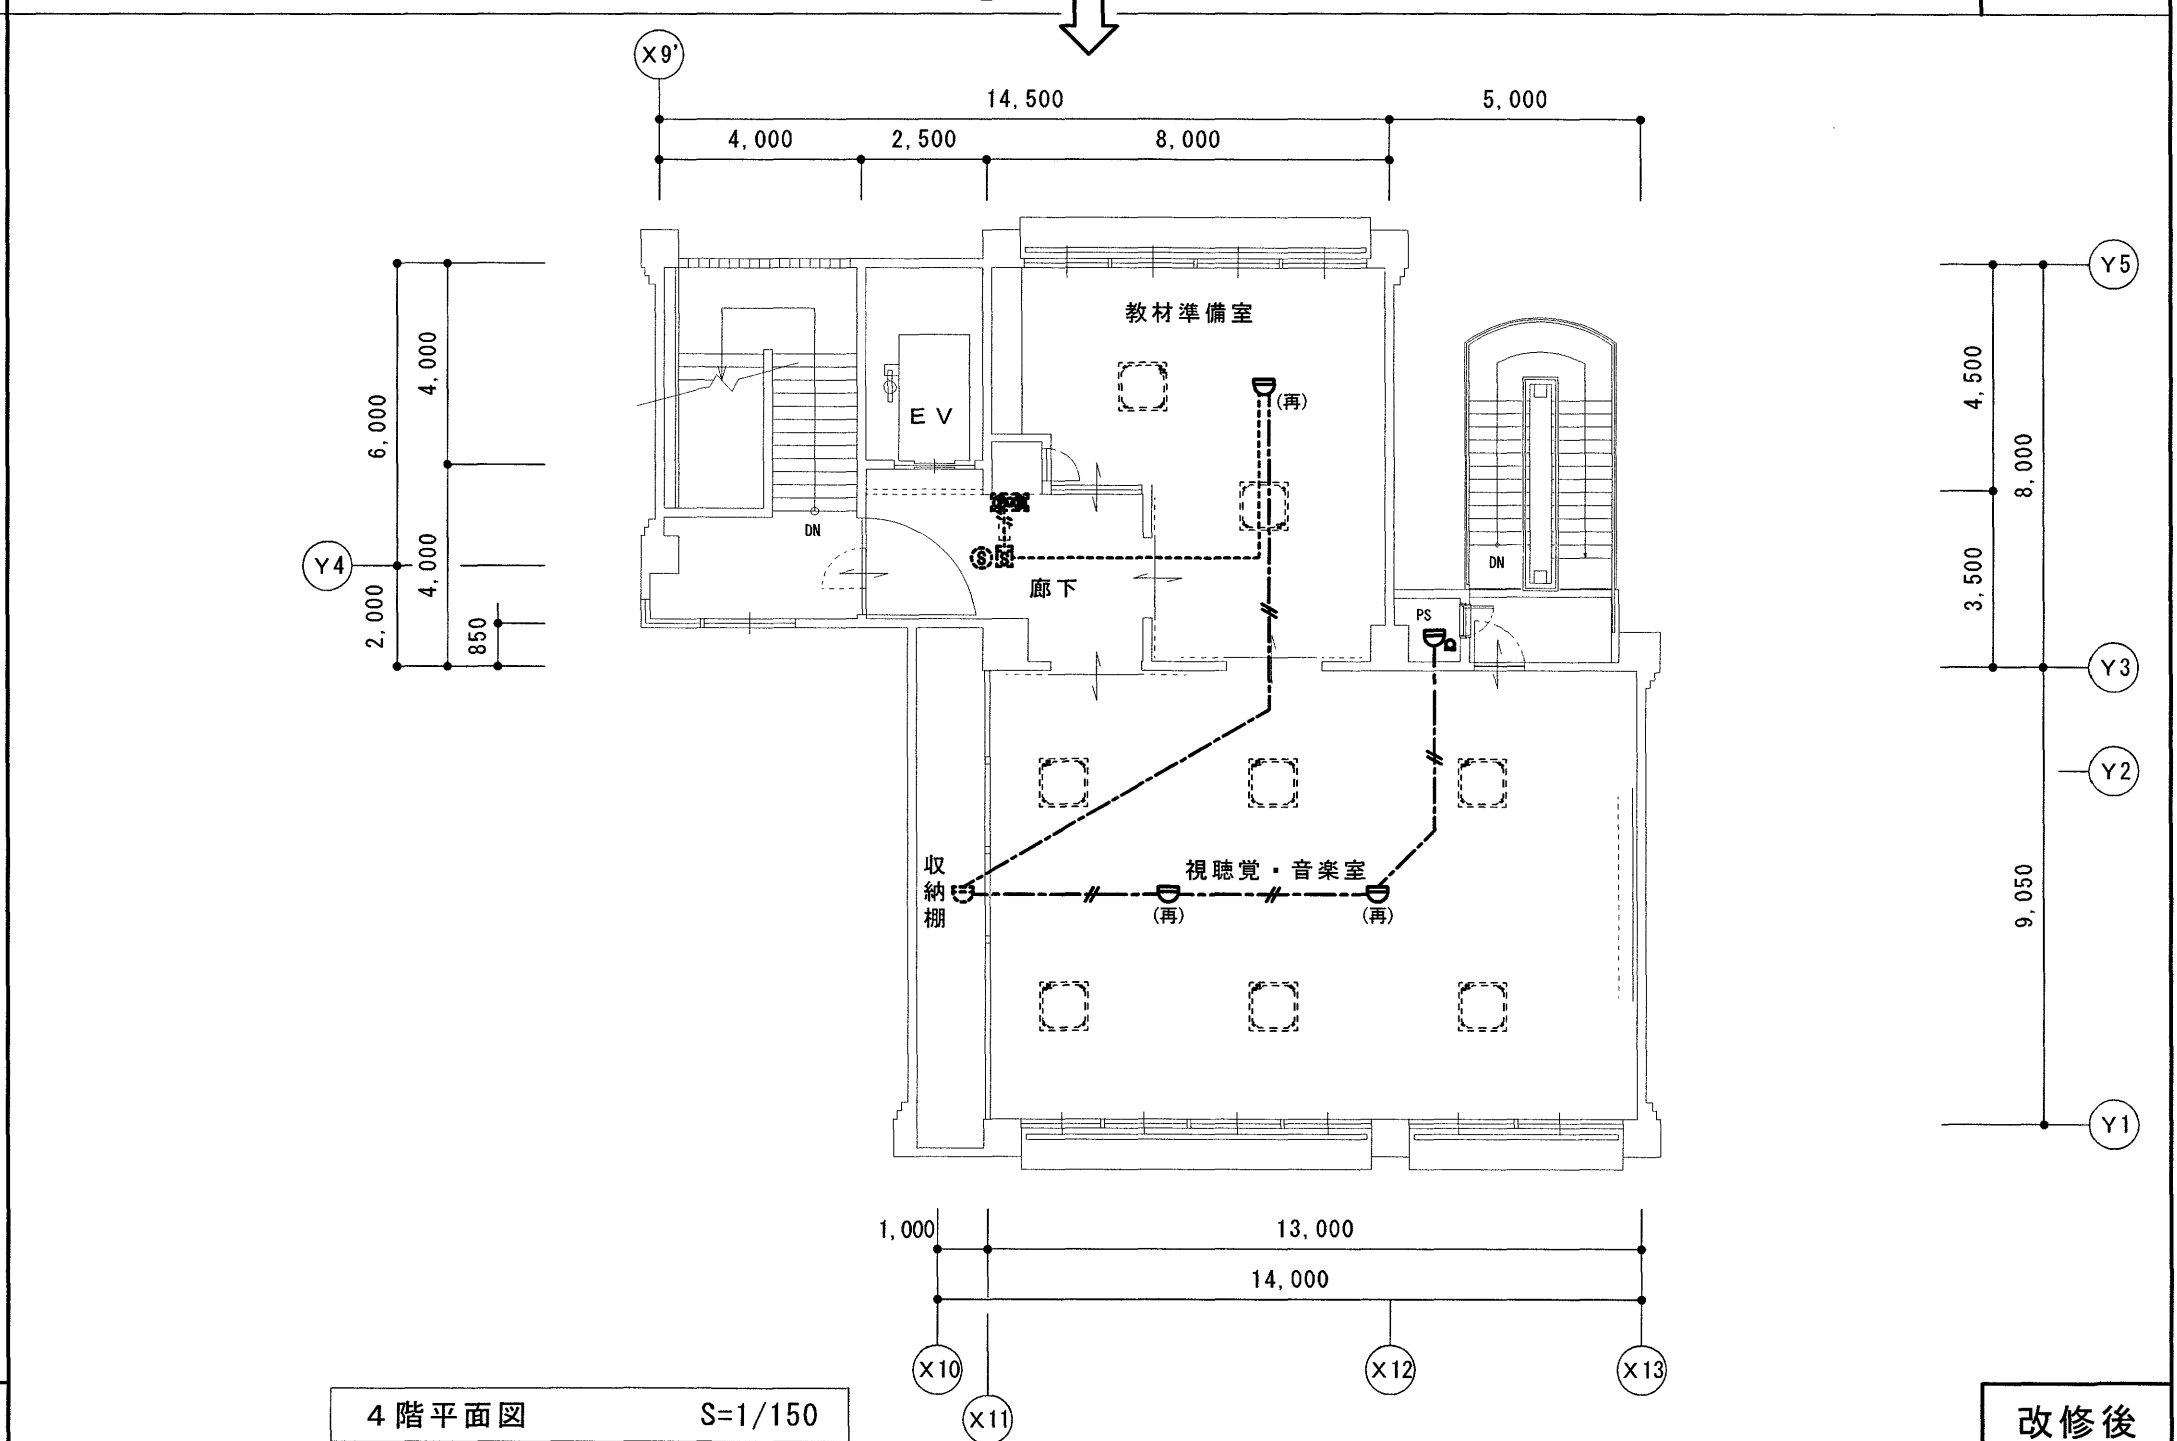 X9'
14,500
5,000
4,000
2,500
8,000
Y5
教材準備室
4,000
4,500
6,000
(再)
EV
8,000
DN
S
S
DN
Y4
4,000
廊下
3,500
2,000
PS
850
Y3
Y2
収納棚
視聴覚・音楽室
9,050
(再)
(再)
Y1
1,000
13,000
14,000
X10
X12
X13
X11
4階平面図 S=1/150
改修後